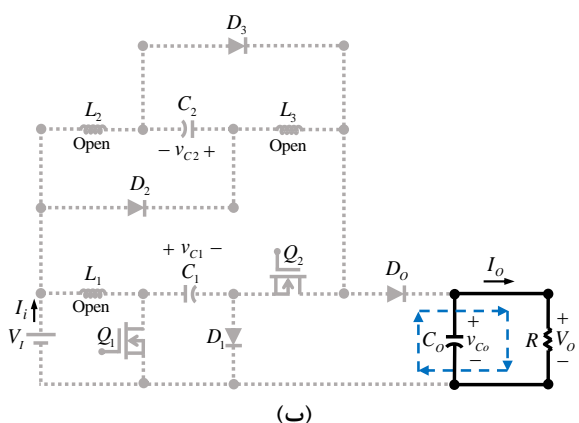 D3
L2 C2 L3
Open − vC2 + Open
D2
+ vC1 − Q2
L1 C1 DO IO
Ii Open
VI Q1 D1 CO + vCo − R + VO −
(ب)